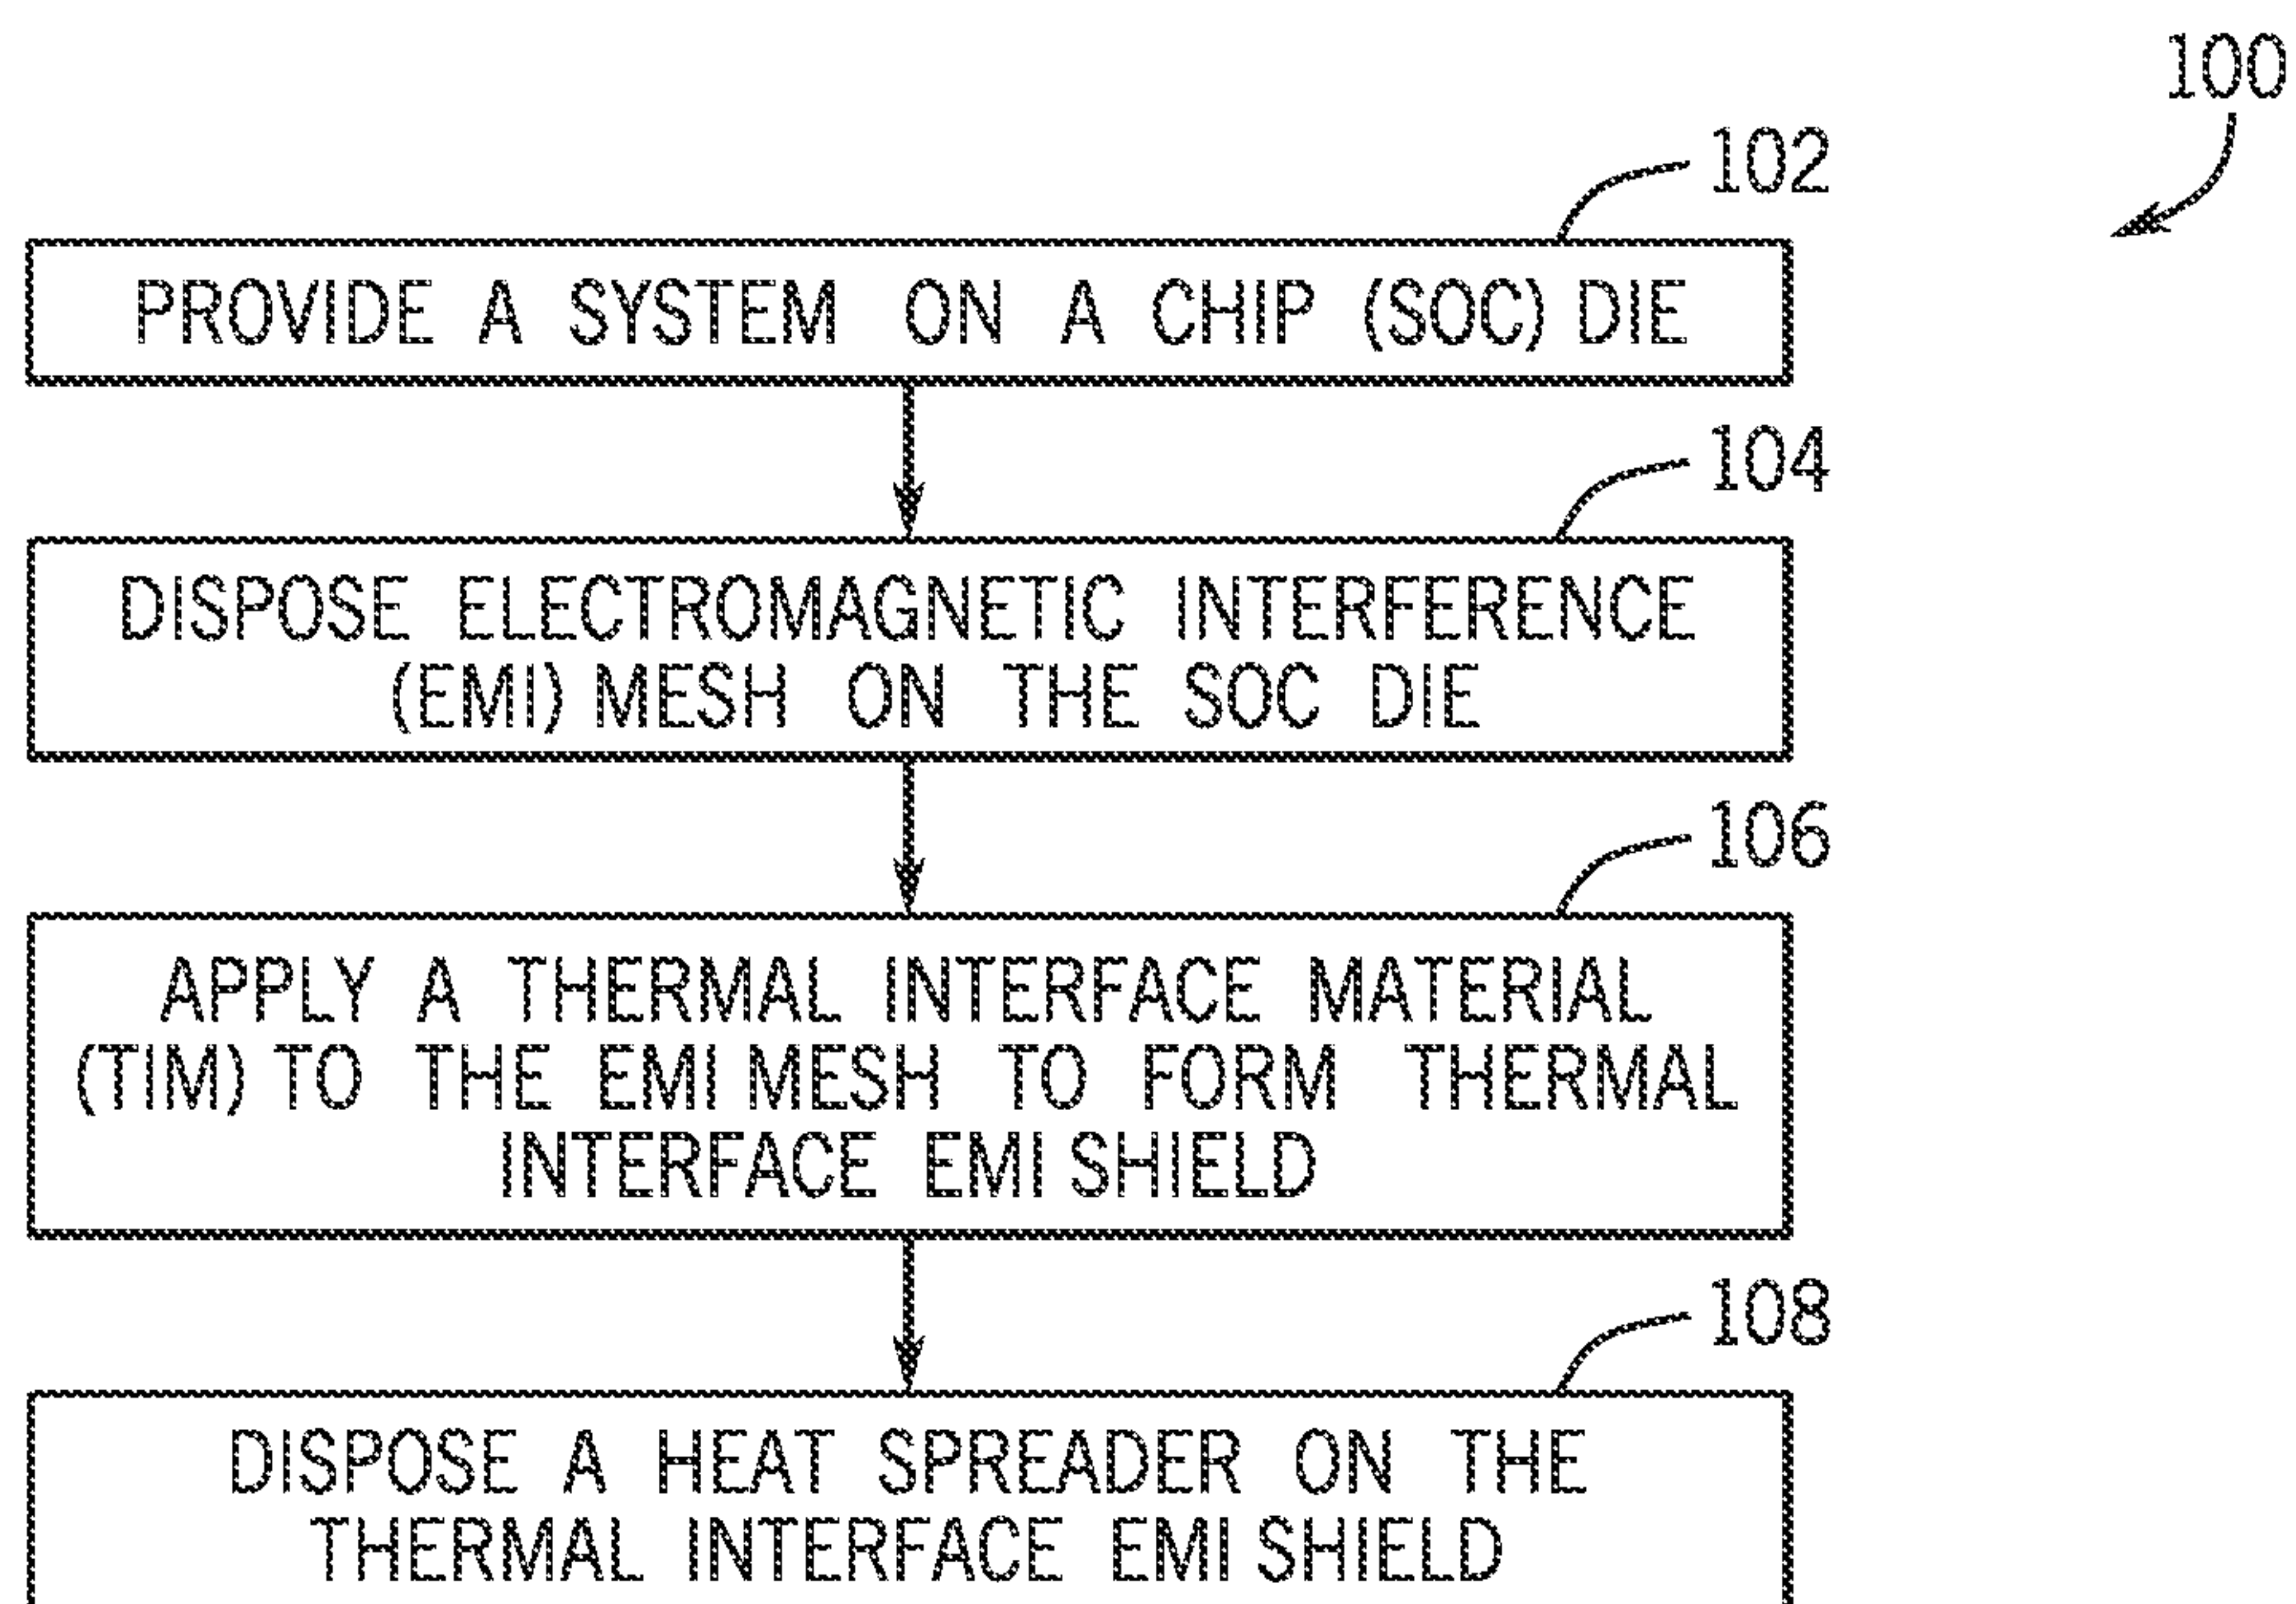 100
102
PROVIDE A SYSTEM ON A CHIP (SOC) DIE
104
DISPOSE ELECTROMAGNETIC INTERFERENCE
(EMI) MESH ON THE SOC DIE
106
APPLY A THERMAL INTERFACE MATERIAL
(TIM) TO THE EMI MESH TO FORM THERMAL
INTERFACE EMI SHIELD
108
DISPOSE A HEAT SPREADER ON THE
THERMAL INTERFACE EMI SHIELD